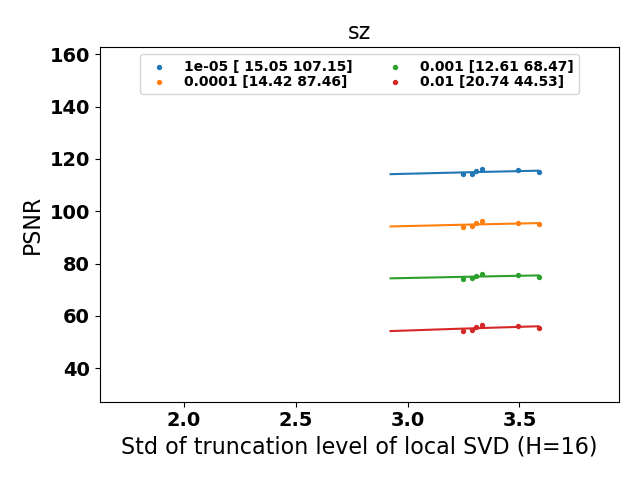 sz
160
140
120
100
80
60
40
PSNR
1e-05 [ 15.05 107.15]
0.0001 [14.42 87.46]
0.001 [12.61 68.47]
0.01 [20.74 44.53]
2.0 2.5 3.0 3.5
Std of truncation level of local SVD (H=16)